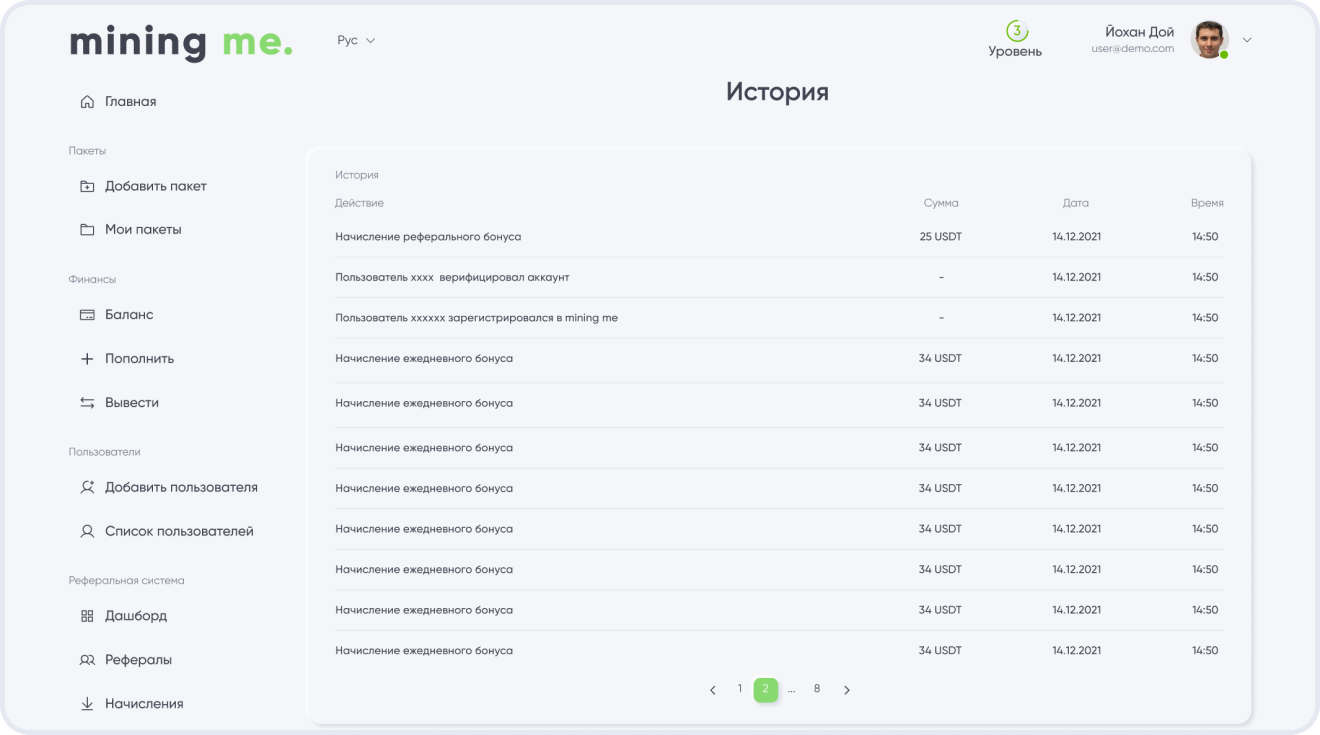 mining me.
Рус
3
Уровень
Йохан Дой
user@demo.com
Главная
Пакеты
Добавить пакет
Мои пакеты
Финансы
Баланс
Пополнить
Вывести
Пользователи
Добавить пользователя
Список пользователей
Реферальная система
Дашборд
Рефералы
Начисления
История
История
Действие Сумма Дата Время
Начисление реферального бонуса 25 USDT 14.12.2021 14:50
Пользователь xxxx верифицировал аккаунт - 14.12.2021 14:50
Пользователь xxxxxx зарегистрировался в mining me - 14.12.2021 14:50
Начисление ежедневного бонуса 34 USDT 14.12.2021 14:50
Начисление ежедневного бонуса 34 USDT 14.12.2021 14:50
Начисление ежедневного бонуса 34 USDT 14.12.2021 14:50
Начисление ежедневного бонуса 34 USDT 14.12.2021 14:50
Начисление ежедневного бонуса 34 USDT 14.12.2021 14:50
Начисление ежедневного бонуса 34 USDT 14.12.2021 14:50
Начисление ежедневного бонуса 34 USDT 14.12.2021 14:50
Начисление ежедневного бонуса 34 USDT 14.12.2021 14:50
1 2 ... 8